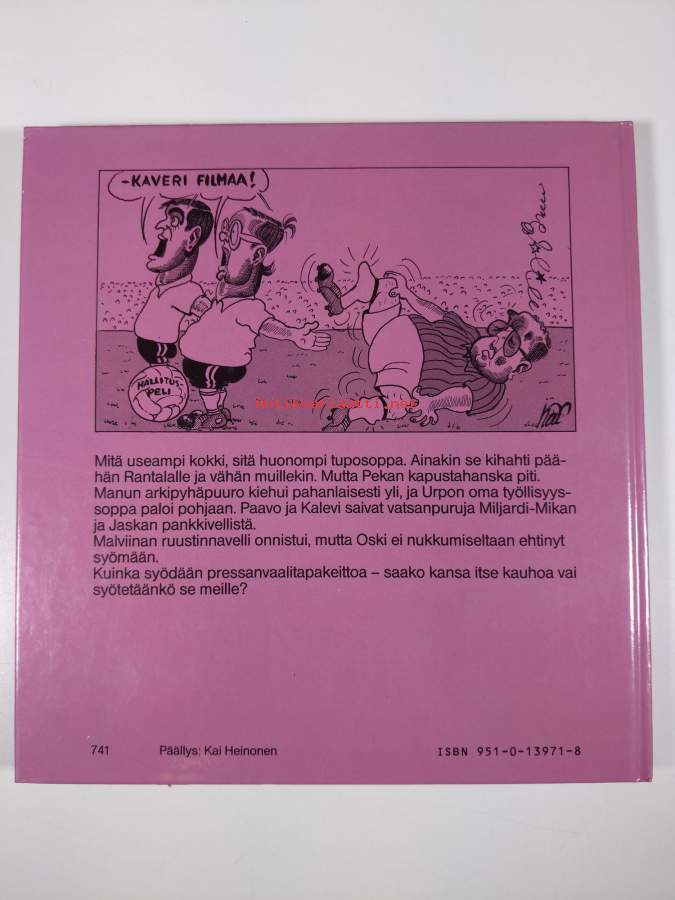 -KAVERI FILMAA!
HALLITUS-
PELI
Huikeeruuutti.net
Mitä useampi kokki, sitä huonompi tuposoppa. Ainakin se kihahti pää-
hän Rantalalle ja vähän muillekin. Mutta Pekan kapustahanska piti.
Manun arkipyhäpuuro kiehui pahanlaisesti yli, ja Urpon oma työllisyys-
soppa paloi pohjaan. Paavo ja Kalevi saivat vatsanpuruja Miljardi-Mikan
ja Jaskan pankkivellistä.
Malviinan ruustinnavelli onnistui, mutta Oski ei nukkumiseltaan ehtinyt
syömään.
Kuinka syödään pressanvaalitapakeittoa – saako kansa itse kauhoa vai
syötetäänkö se meille?
741 Päällys: Kai Heinonen ISBN 951-0-13971-8